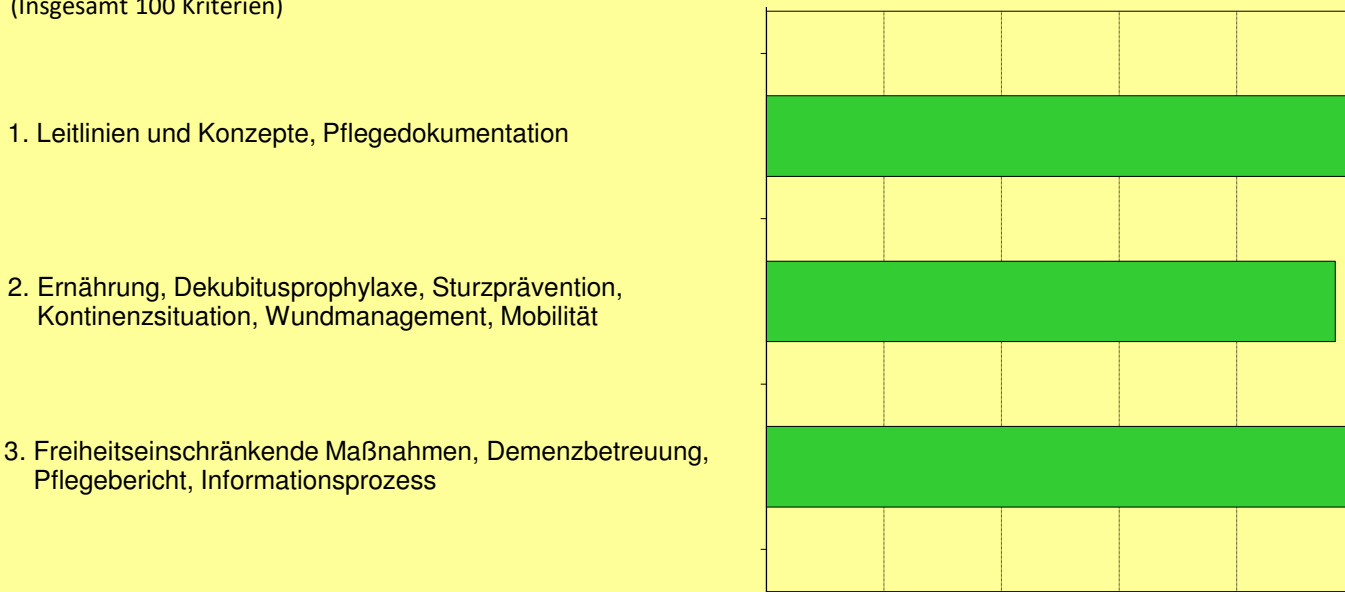 (Insgesamt 100 Kriterien)
1. Leitlinien und Konzepte, Pflegedokumentation
2. Ernährung, Dekubitusprophylaxe, Sturzprävention,
Kontinenzsituation, Wundmanagement, Mobilität
3. Freiheitseinschränkende Maßnahmen, Demenzbetreuung,
Pflegebericht, Informationsprozess